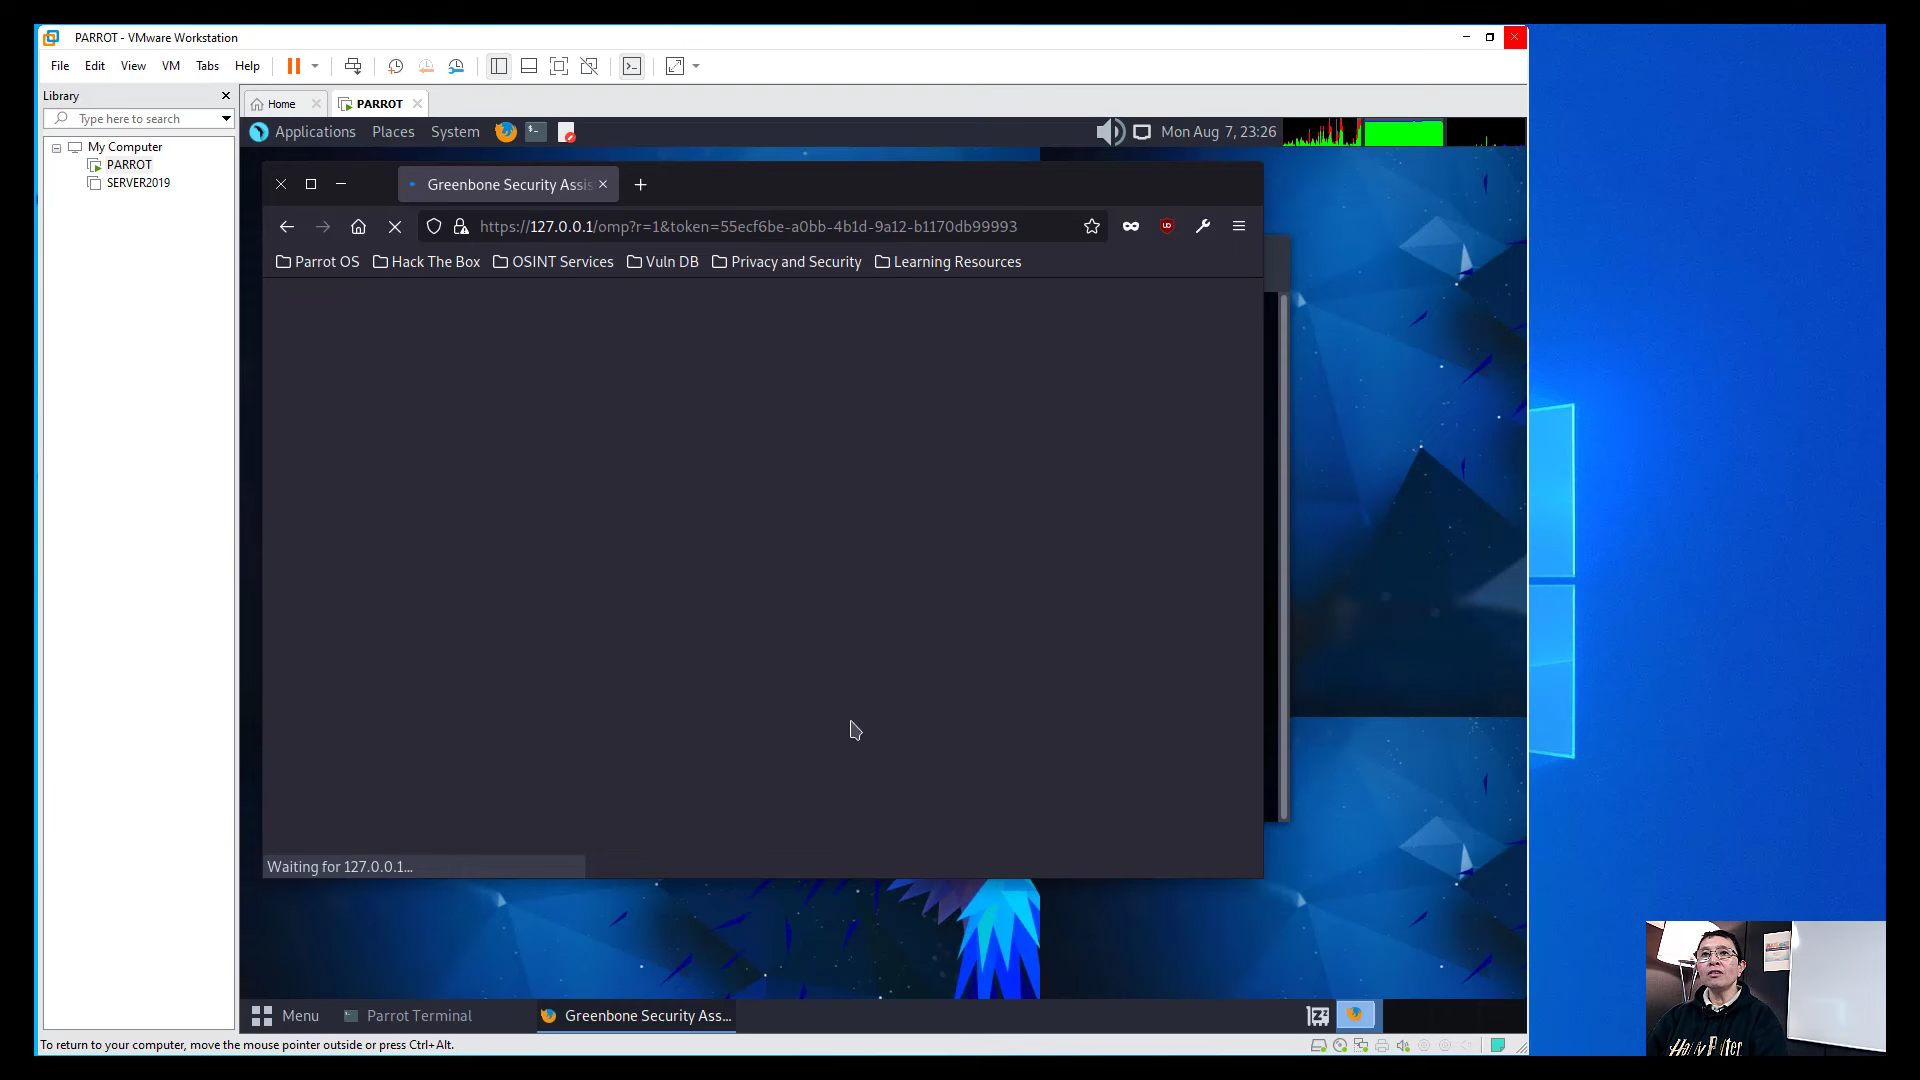 PARROT - VMware Workstation
File Edit View VM Tabs Help
Library
Home PARROT
Type here to search
Applications Places System Mon Aug 7, 23:26
My Computer
PARROT
SERVER2019
Greenbone Security Assis
https://127.0.0.1/omp?r=1&token=55ecf6be-a0bb-4b1d-9a12-b1170db99993
Parrot OS Hack The Box OSINT Services Vuln DB Privacy and Security Learning Resources
Waiting for 127.0.0.1...
Menu Parrot Terminal Greenbone Security Ass...
To return to your computer, move the mouse pointer outside or press Ctrl+Alt.